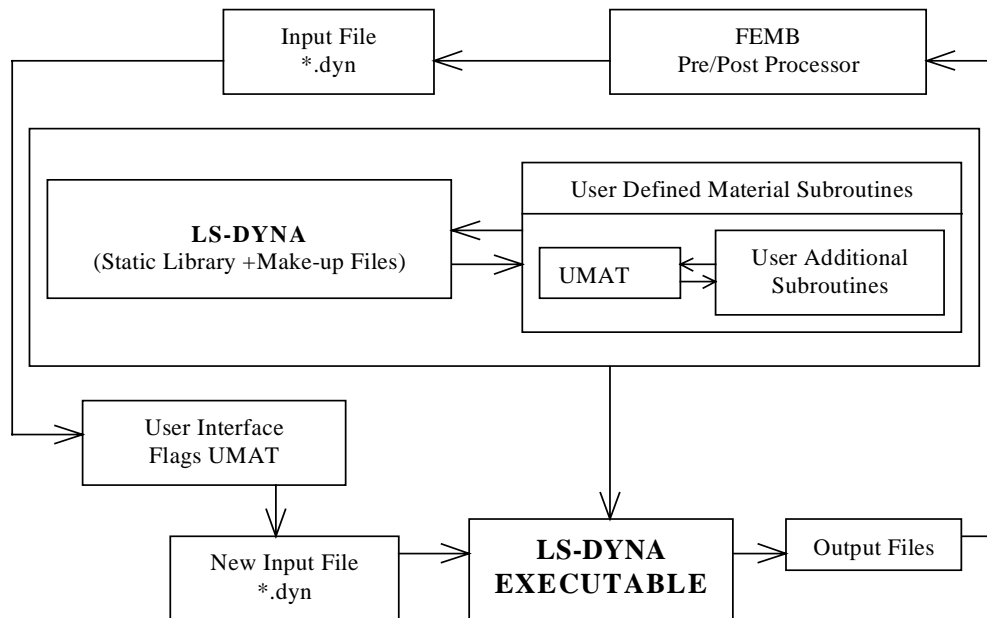 Input File
*.dyn
FEMB
Pre/Post Processor
User Defined Material Subroutines
LS-DYNA
(Static Library +Make-up Files)
UMAT
User Additional
Subroutines
User Interface
Flags UMAT
New Input File
*.dyn
LS-DYNA
EXECUTABLE
Output Files